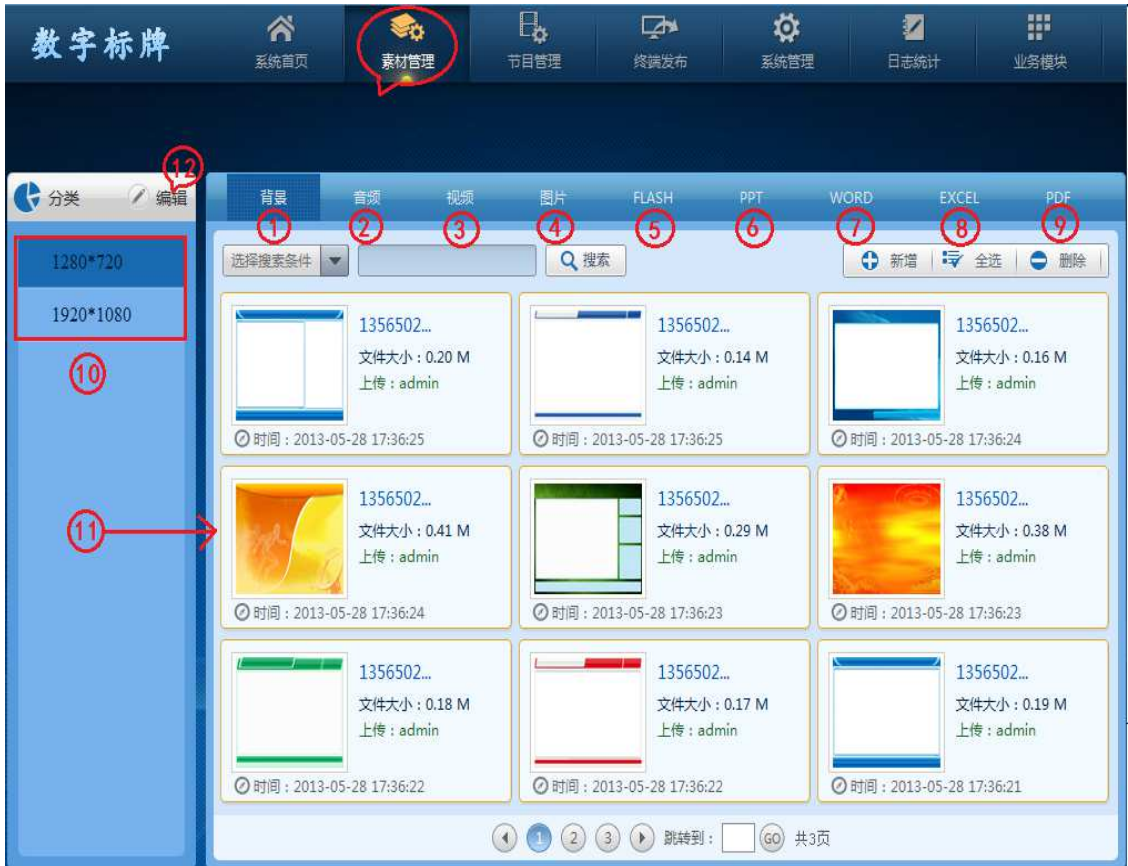 数字标牌
系统首页 素材管理 节目管理 终端发布 系统管理 日志统计 业务模块
12
分类 编辑
背景 音频 视频 图片 FLASH PPT WORD EXCEL PDF
1 2 3 4 5 6 7 8 9
选择搜素条件 搜索 新增 全选 删除
1280*720
1920*1080
10
11
1356502... 1356502... 1356502...
文件大小：0.20 M 文件大小：0.14 M 文件大小：0.16 M
上传：admin 上传：admin 上传：admin
时间：2013-05-28 17:36:25 时间：2013-05-28 17:36:25 时间：2013-05-28 17:36:24
1356502... 1356502... 1356502...
文件大小：0.41 M 文件大小：0.29 M 文件大小：0.38 M
上传：admin 上传：admin 上传：admin
时间：2013-05-28 17:36:24 时间：2013-05-28 17:36:23 时间：2013-05-28 17:36:23
1356502... 1356502... 1356502...
文件大小：0.18 M 文件大小：0.17 M 文件大小：0.19 M
上传：admin 上传：admin 上传：admin
时间：2013-05-28 17:36:22 时间：2013-05-28 17:36:22 时间：2013-05-28 17:36:21
1 2 3 跳转到： GO 共3页